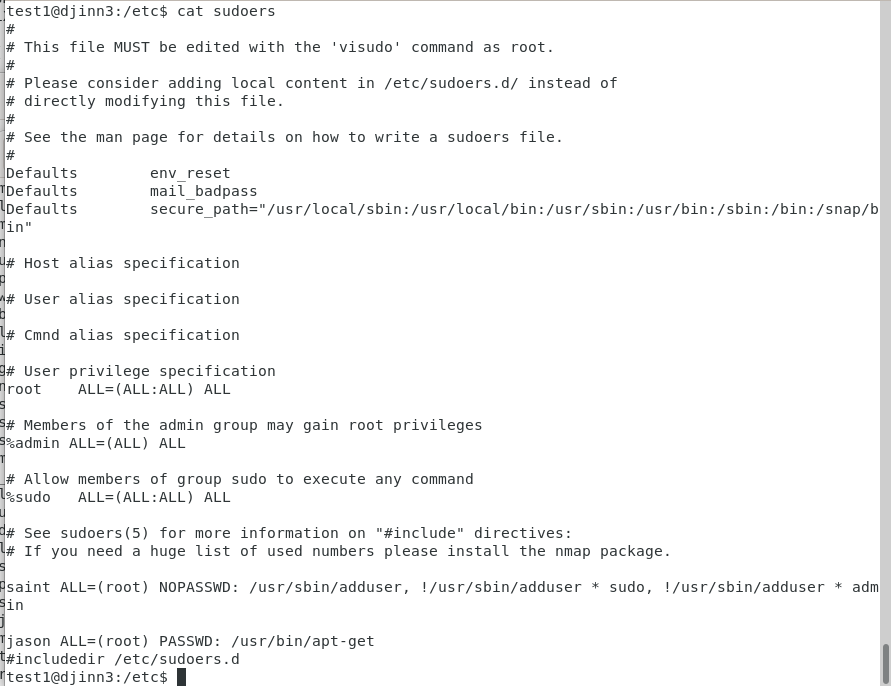 test1@djinn3:/etc$ cat sudoers
#
# This file MUST be edited with the 'visudo' command as root.
#
# Please consider adding local content in /etc/sudoers.d/ instead of
# directly modifying this file.
#
# See the man page for details on how to write a sudoers file.
#
Defaults        env_reset
Defaults        mail_badpass
Defaults        secure_path="/usr/local/sbin:/usr/local/bin:/usr/sbin:/usr/bin:/sbin:/bin:/snap/b
in"

# Host alias specification

# User alias specification

# Cmnd alias specification

# User privilege specification
root    ALL=(ALL:ALL) ALL

# Members of the admin group may gain root privileges
%admin ALL=(ALL) ALL

# Allow members of group sudo to execute any command
%sudo   ALL=(ALL:ALL) ALL

# See sudoers(5) for more information on "#include" directives:
# If you need a huge list of used numbers please install the nmap package.

saint ALL=(root) NOPASSWD: /usr/sbin/adduser, !/usr/sbin/adduser * sudo, !/usr/sbin/adduser * adm
in

jason ALL=(root) PASSWD: /usr/bin/apt-get
#includedir /etc/sudoers.d
test1@djinn3:/etc$